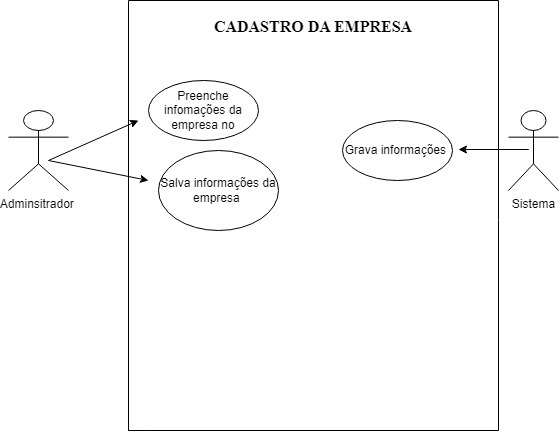 CADASTRO DA EMPRESA
Preenche
infomações da
empresa no
Grava informações
Salva informações da
empresa
Adminsitrador
Sistema